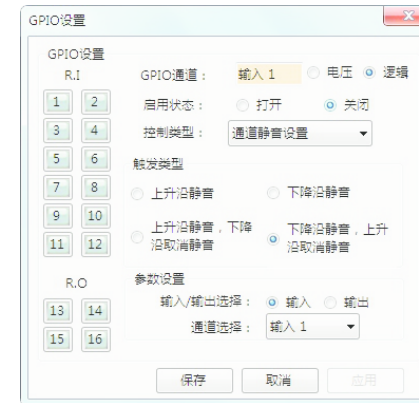 GPIO设置
GPIO设置
R.I
GPIO通道： 输入 1 电压 逻辑
1 2
启用状态： 打开 关闭
3 4
控制类型： 通道静音设置
5 6
触发类型
7 8
上升沿静音 下降沿静音
9 10
上升沿静音，下降沿取消静音
下降沿静音，上升沿取消静音
11 12
R.O
参数设置
输入/输出选择： 输入 输出
13 14
通道选择： 输入 1
15 16
保存 取消 应用